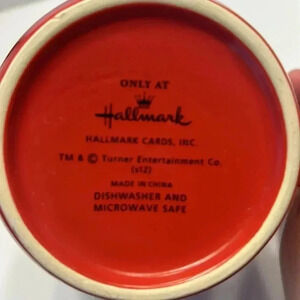 ONLY AT
Hallmark
HALLMARK CARDS, INC.
TM & © Turner Entertainment Co.
(s12)
MADE IN CHINA
DISHWASHER AND
MICROWAVE SAFE